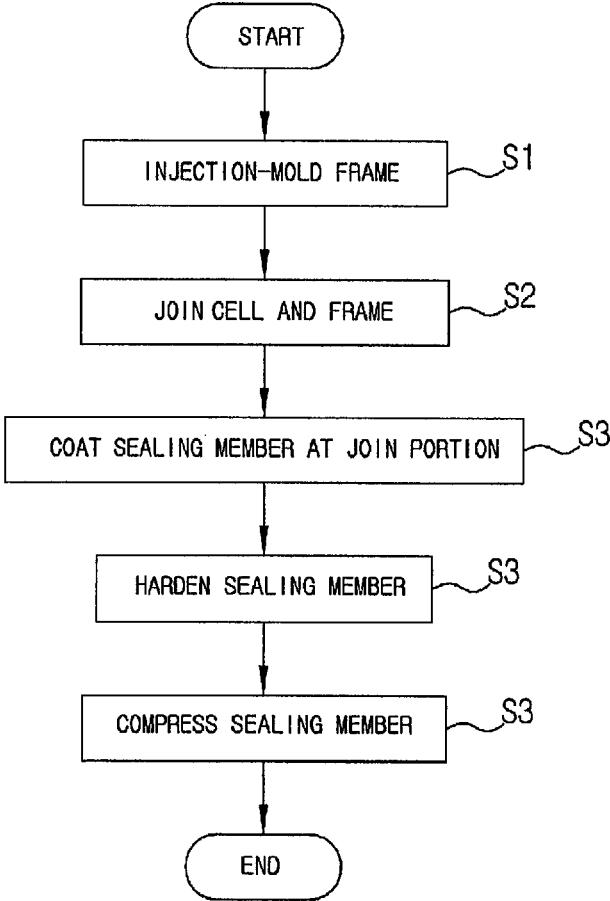 START
INJECTION-MOLD FRAME
S1
JOIN CELL AND FRAME
S2
COAT SEALING MEMBER AT JOIN PORTION
S3
HARDEN SEALING MEMBER
S3
COMPRESS SEALING MEMBER
S3
END